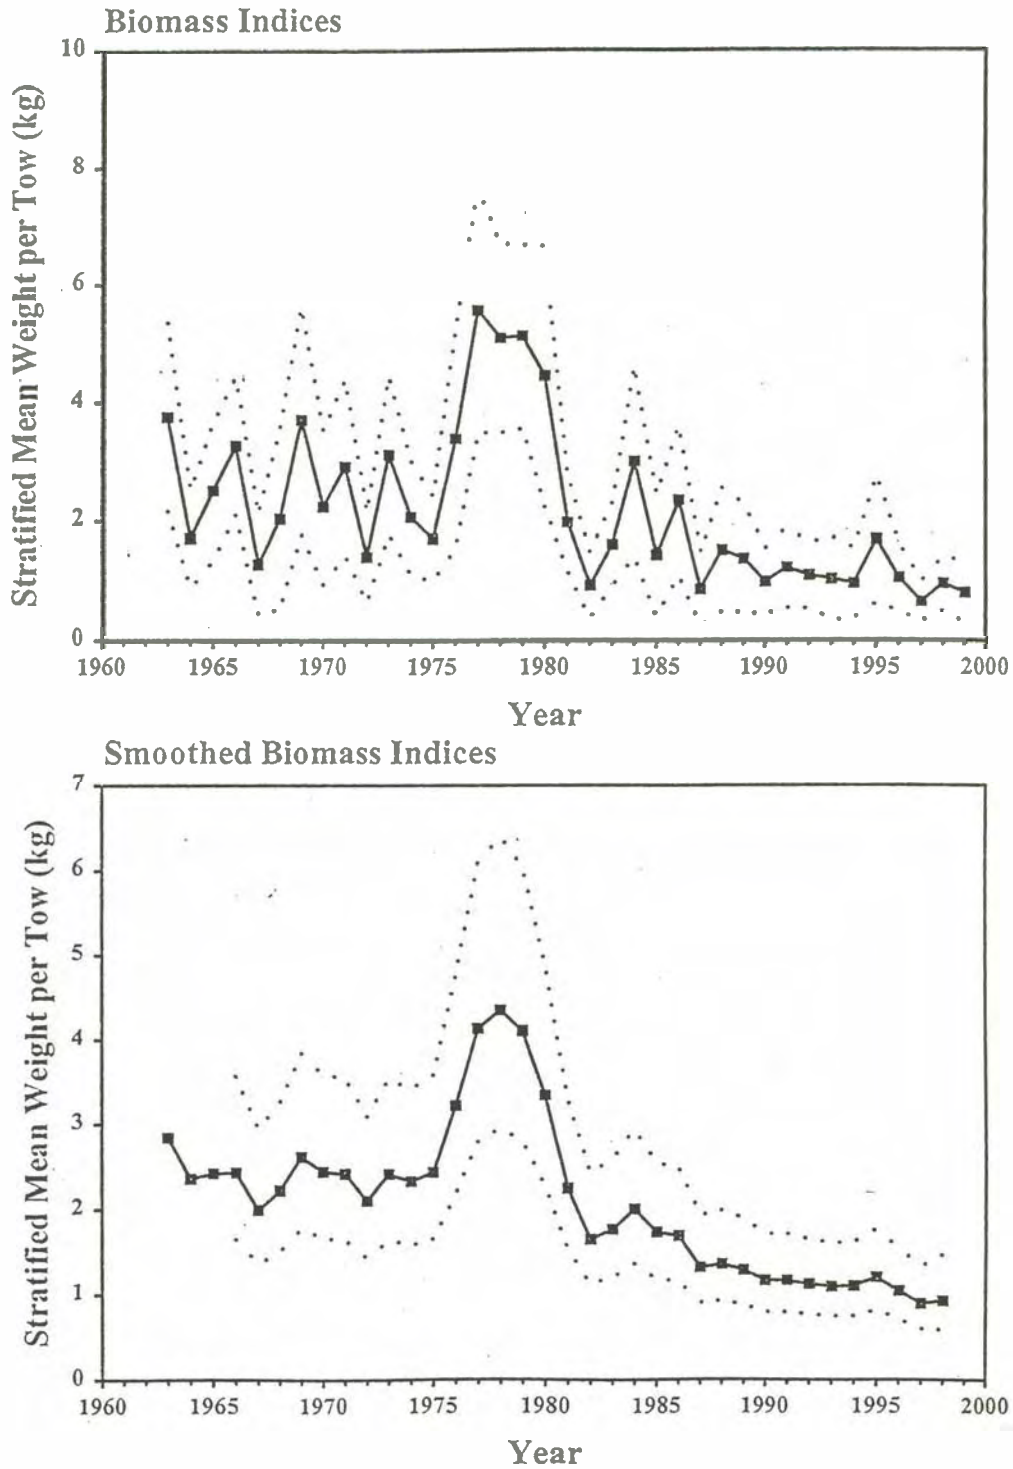 Biomass Indices
Stratified Mean Weight per Tow (kg)
10
8
6
4
2
0
1960 1965 1970 1975 1980 1985 1990 1995 2000
Year
Smoothed Biomass Indices
Stratified Mean Weight per Tow (kg)
7
6
5
4
3
2
1
0
1960 1965 1970 1975 1980 1985 1990 1995 2000
Year